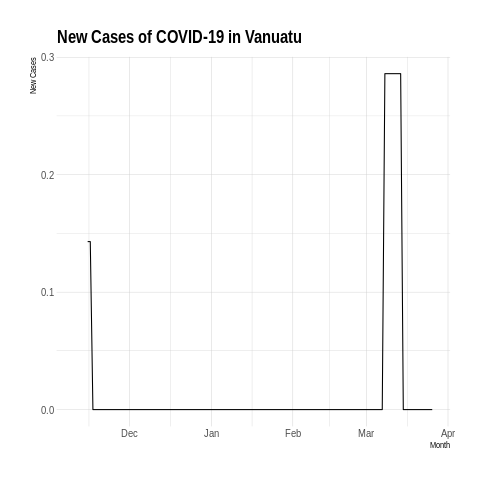 New Cases of COVID-19 in Vanuatu
New Cases
0.3
0.2
0.1
0.0
Dec Jan Feb Mar Apr
Month